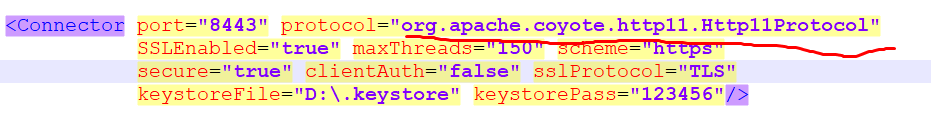 <Connector port="8443" protocol="org.apache.coyote.http11.Http11Protocol"
SSLEnabled="true" maxThreads="150" scheme="https"
secure="true" clientAuth="false" sslProtocol="TLS"
keystoreFile="D:\.keystore" keystorePass="123456"/>